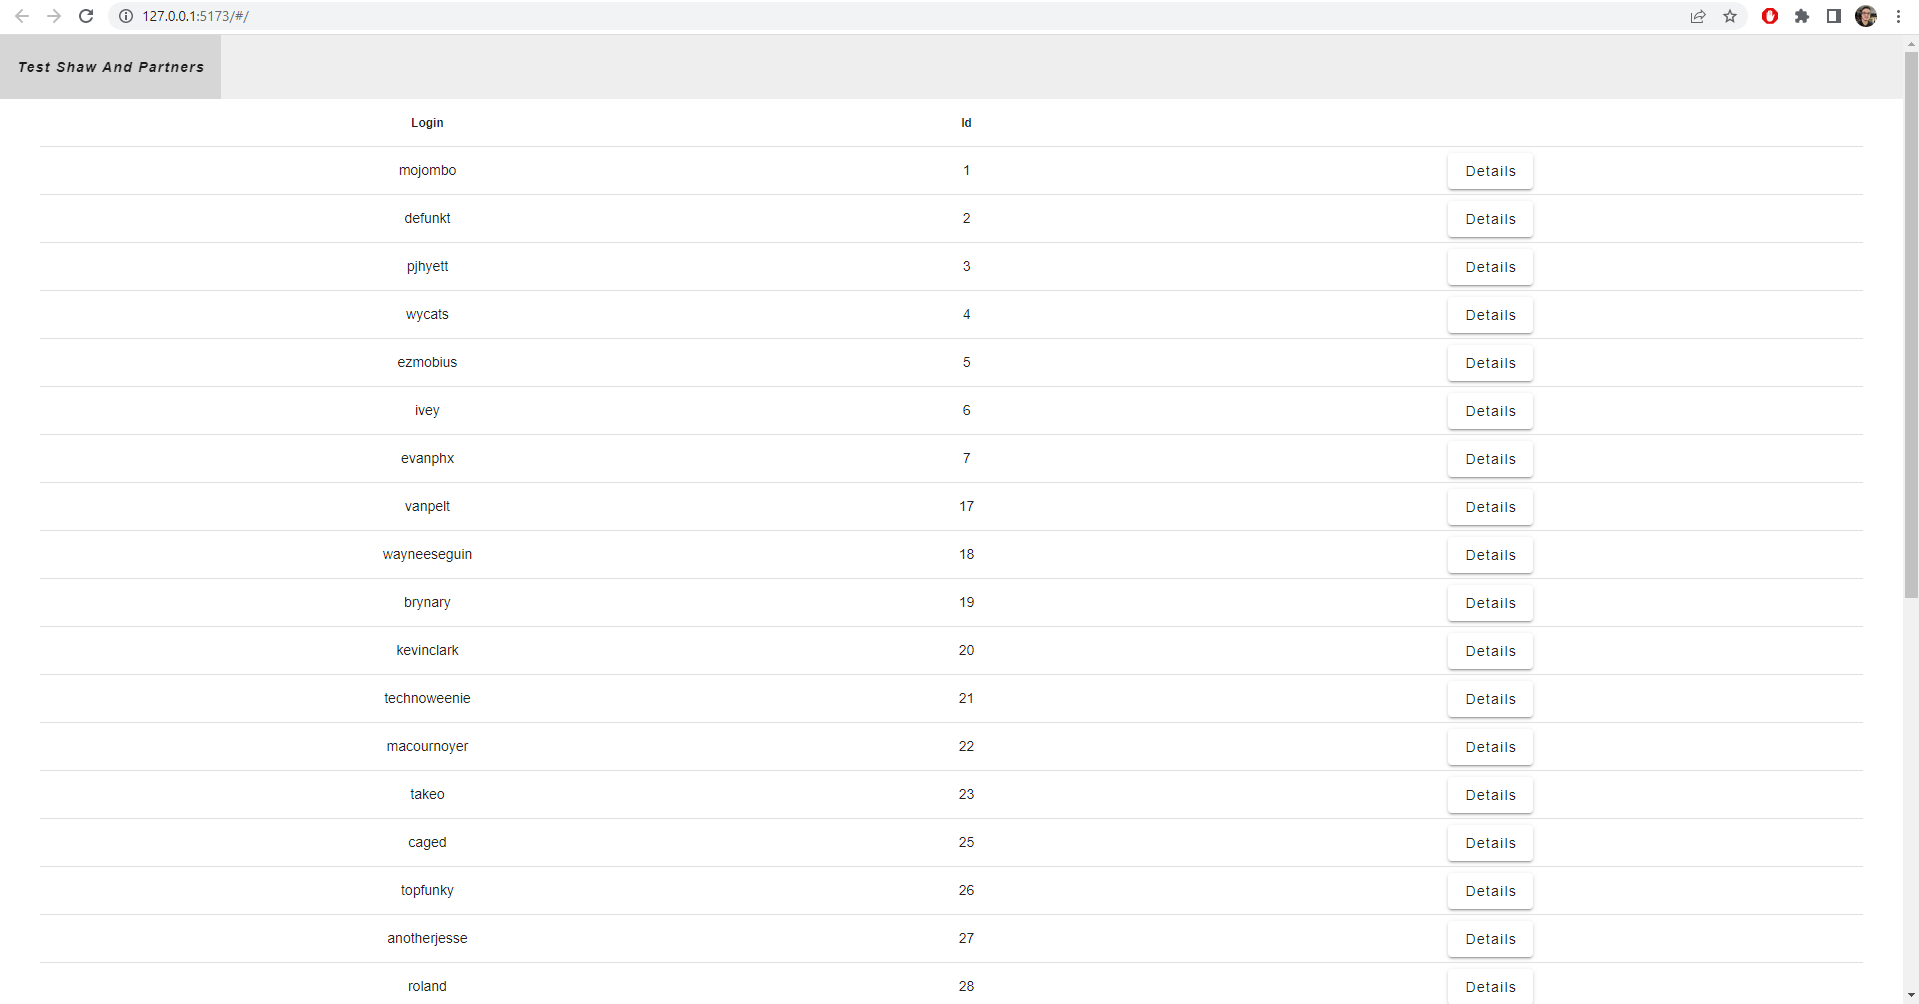 127.0.0.1:5173/#/
Test Shaw And Partners
Login Id
mojombo 1 Details
defunkt 2 Details
pjhyett 3 Details
wycats 4 Details
ezmobius 5 Details
ivey 6 Details
evanphx 7 Details
vanpelt 17 Details
wayneeseguin 18 Details
brynary 19 Details
kevinclark 20 Details
technoweenie 21 Details
macournoyer 22 Details
takeo 23 Details
caged 25 Details
topfunky 26 Details
anotherjesse 27 Details
roland 28 Details